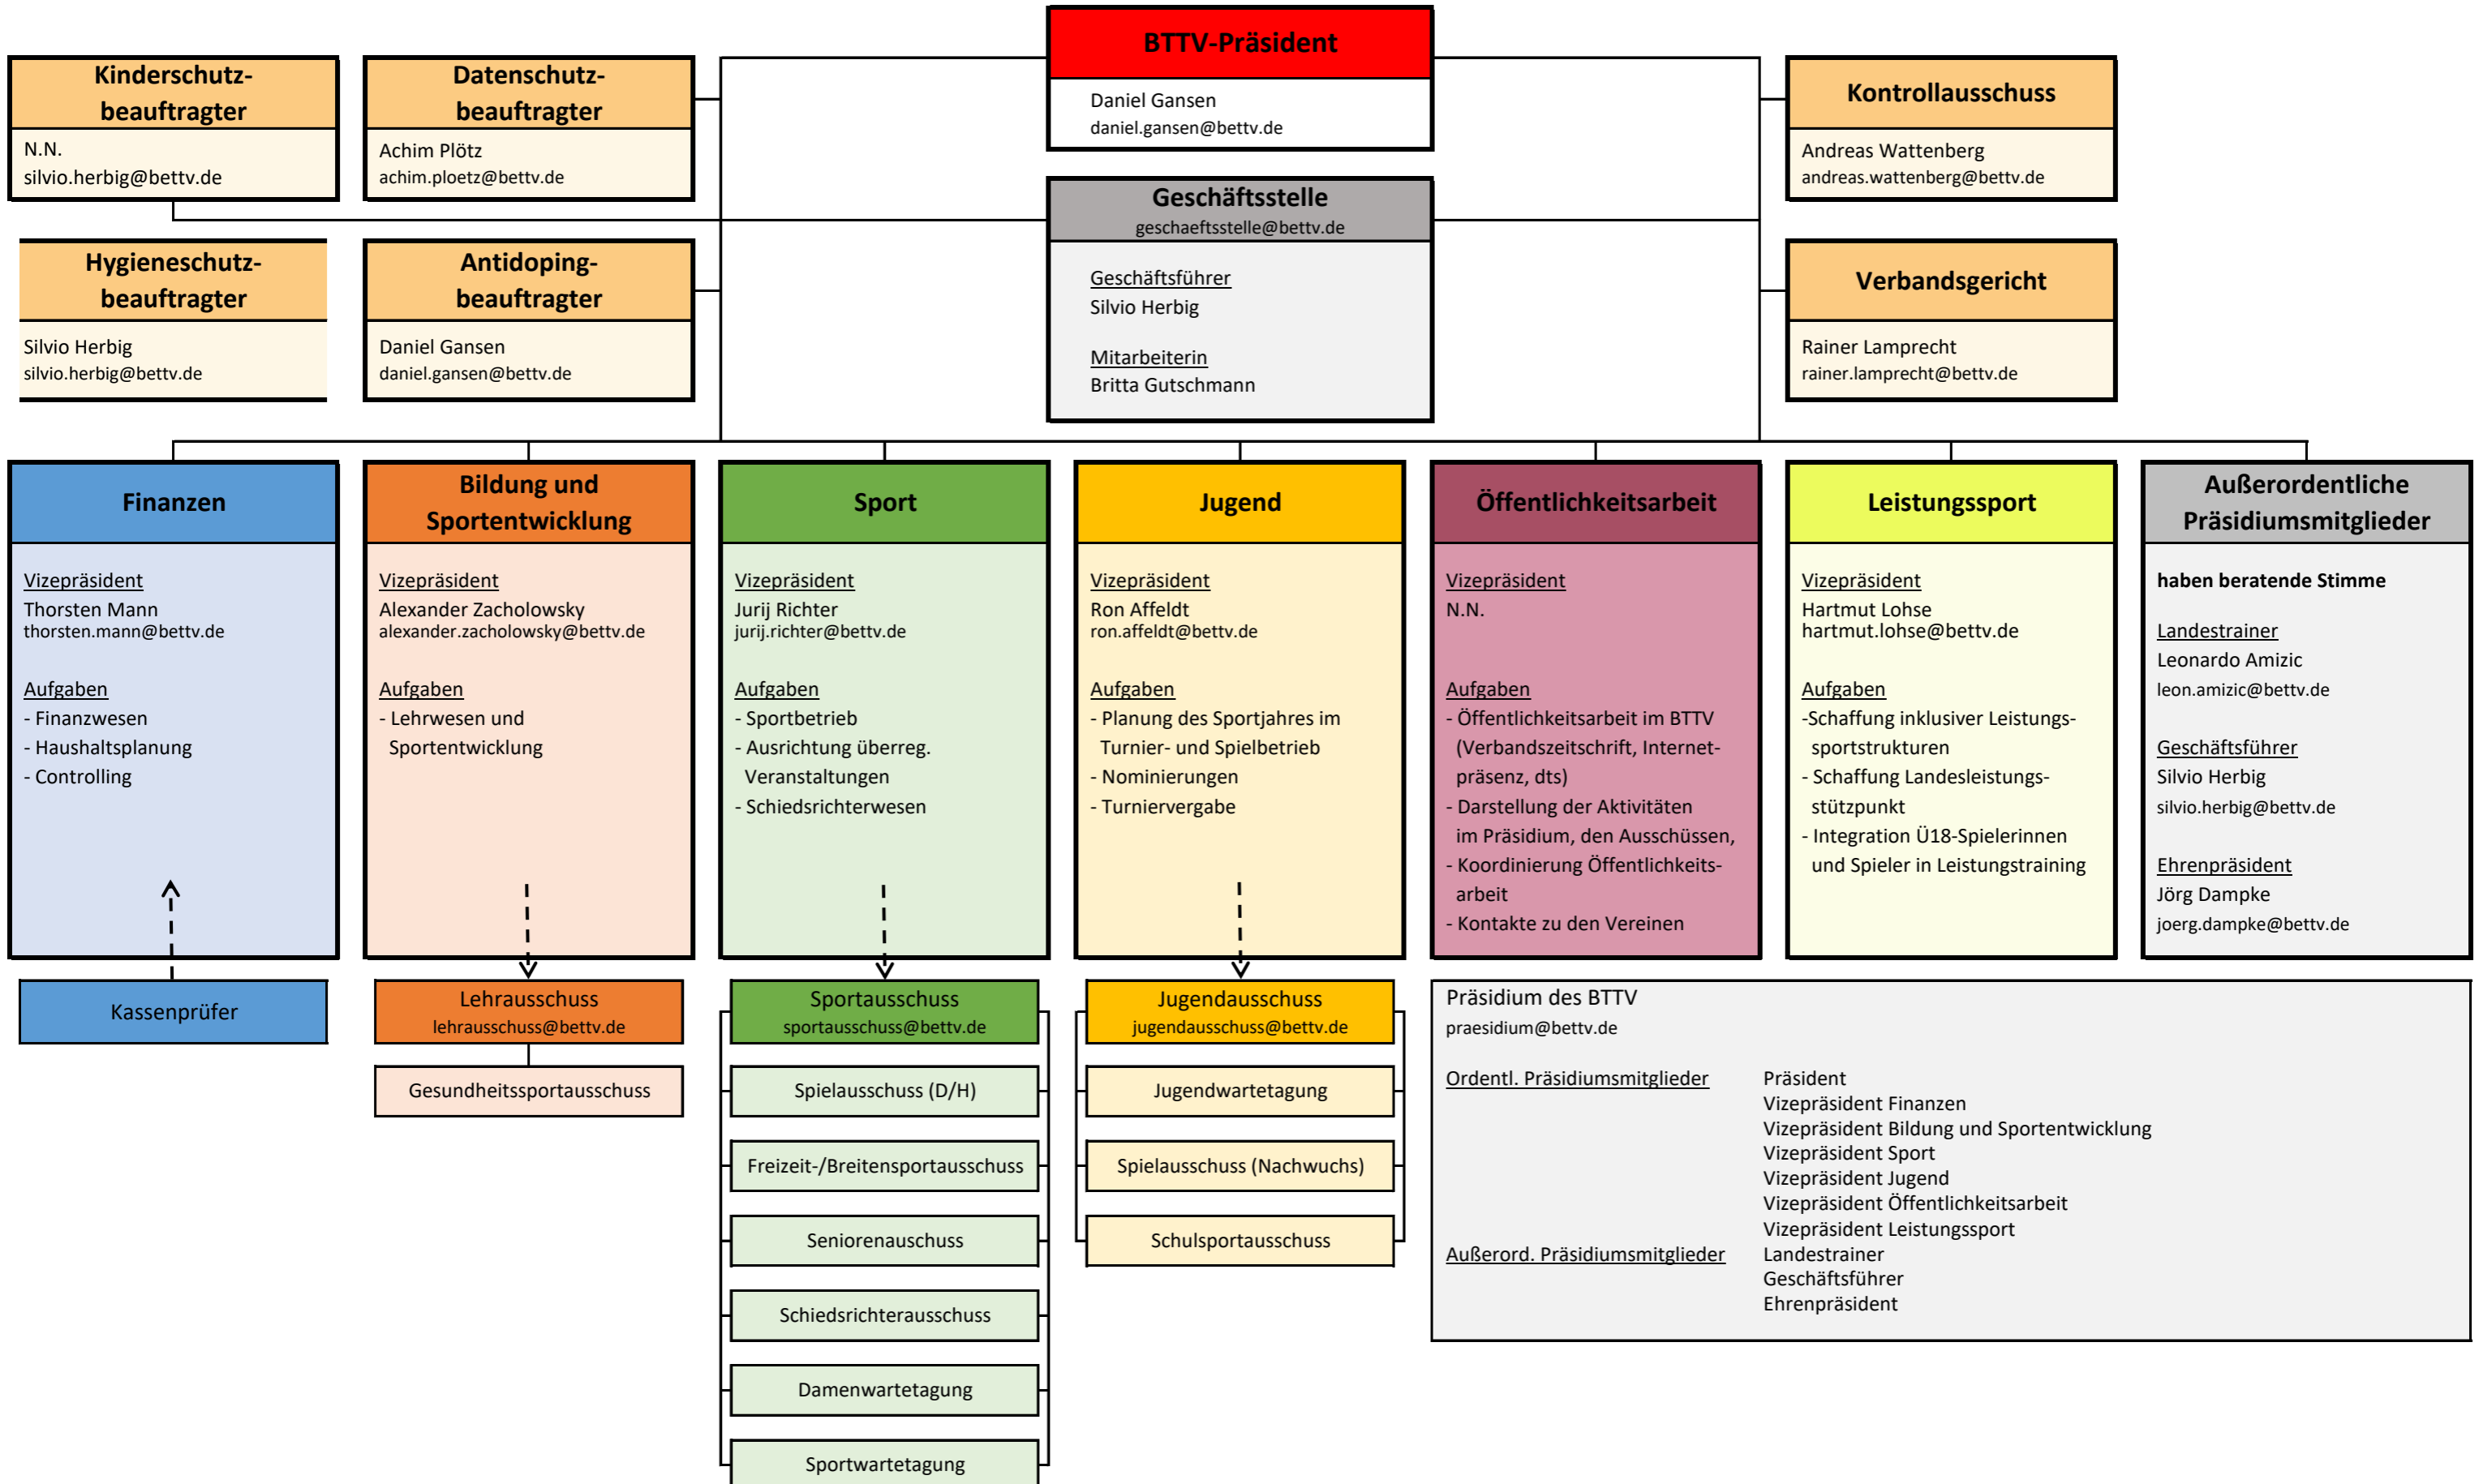 BTTV-Präsident
Daniel Gansen
daniel.gansen@bettv.de
Kinderschutz-
beauftragter
N.N.
silvio.herbig@bettv.de
Datenschutz-
beauftragter
Achim Plötz
achim.ploetz@bettv.de
Kontrollausschuss
Andreas Wattenberg
andreas.wattenberg@bettv.de
Geschäftsstelle
geschaeftsstelle@bettv.de
Geschäftsführer
Silvio Herbig
Mitarbeiterin
Britta Gutschmann
Hygieneschutz-
beauftragter
Silvio Herbig
silvio.herbig@bettv.de
Antidoping-
beauftragter
Daniel Gansen
daniel.gansen@bettv.de
Verbandsgericht
Rainer Lamprecht
rainer.lamprecht@bettv.de
Finanzen
Vizepräsident
Thorsten Mann
thorsten.mann@bettv.de
Aufgaben
- Finanzwesen
- Haushaltsplanung
- Controlling
Kassenprüfer
Bildung und
Sportentwicklung
Vizepräsident
Alexander Zacholowsky
alexander.zacholowsky@bettv.de
Aufgaben
- Lehrwesen und
Sportentwicklung
Lehrausschuss
lehrausschuss@bettv.de
Gesundheitssportausschuss
Sport
Vizepräsident
Jurij Richter
jurij.richter@bettv.de
Aufgaben
- Sportbetrieb
- Ausrichtung überreg.
Veranstaltungen
- Schiedsrichterwesen
Sportausschuss
sportausschuss@bettv.de
Spielausschuss (D/H)
Freizeit-/Breitensportausschuss
Seniorenauschuss
Schiedsrichterausschuss
Damenwartetagung
Sportwartetagung
Jugend
Vizepräsident
Ron Affeldt
ron.affeldt@bettv.de
Aufgaben
- Planung des Sportjahres im
Turnier- und Spielbetrieb
- Nominierungen
- Turniervergabe
Jugendausschuss
jugendausschuss@bettv.de
Jugendwartetagung
Spielausschuss (Nachwuchs)
Schulsportausschuss
Öffentlichkeitsarbeit
Vizepräsident
N.N.
Aufgaben
- Öffentlichkeitsarbeit im BTTV
(Verbandszeitschrift, Internet-
präsenz, dts)
- Darstellung der Aktivitäten
im Präsidium, den Ausschüssen,
- Koordinierung Öffentlichkeits-
arbeit
- Kontakte zu den Vereinen
Leistungssport
Vizepräsident
Hartmut Lohse
hartmut.lohse@bettv.de
Aufgaben
-Schaffung inklusiver Leistungs-
sportstrukturen
- Schaffung Landesleistungs-
stützpunkt
- Integration Ü18-Spielerinnen
und Spieler in Leistungstraining
Außerordentliche
Präsidiumsmitglieder
haben beratende Stimme
Landestrainer
Leonardo Amizic
leon.amizic@bettv.de
Geschäftsführer
Silvio Herbig
silvio.herbig@bettv.de
Ehrenpräsident
Jörg Dampke
joerg.dampke@bettv.de
Präsidium des BTTV
praesidium@bettv.de
Ordentl. Präsidiumsmitglieder Präsident
Vizepräsident Finanzen
Vizepräsident Bildung und Sportentwicklung
Vizepräsident Sport
Vizepräsident Jugend
Vizepräsident Öffentlichkeitsarbeit
Vizepräsident Leistungssport
Außerord. Präsidiumsmitglieder Landestrainer
Geschäftsführer
Ehrenpräsident